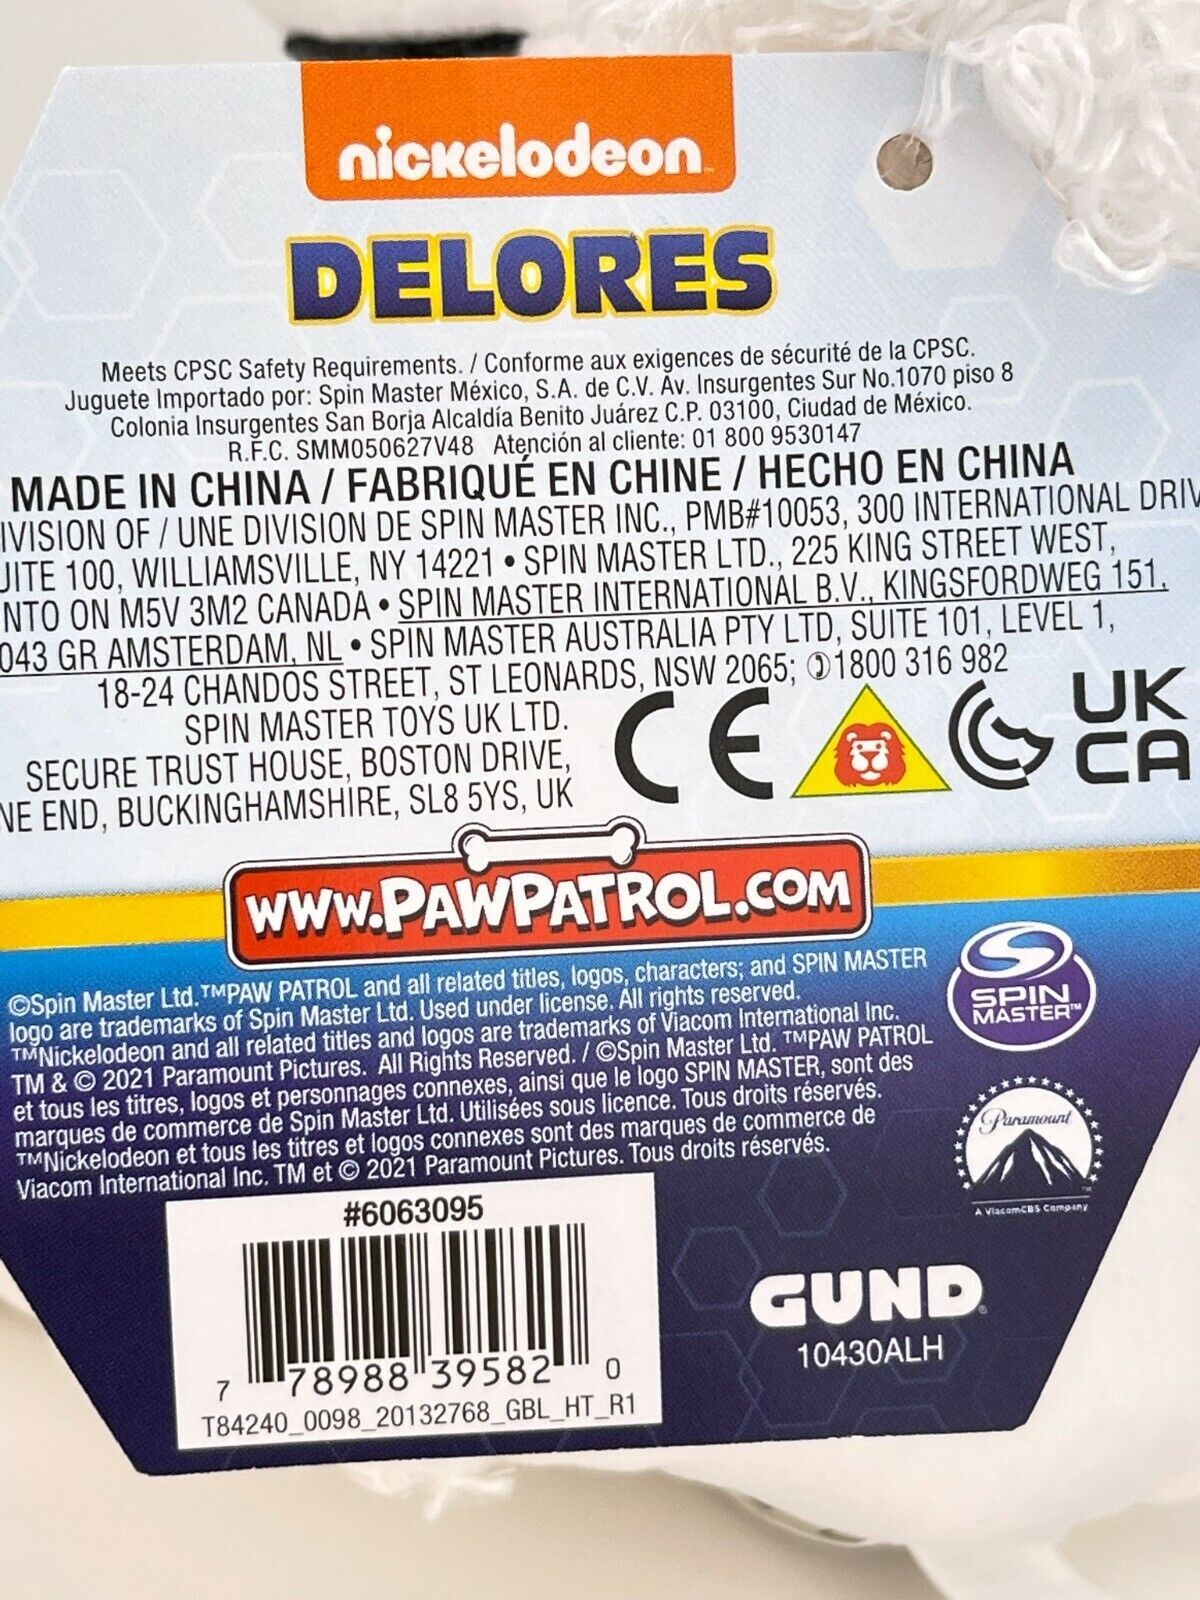 nickelodeon
DELORES
Meets CPSC Safety Requirements. / Conforme aux exigences de sécurité de la CPSC.
Juguete Importado por: Spin Master México, S.A. de C.V. Av. Insurgentes Sur No.1070 piso 8
Colonia Insurgentes San Borja Alcaldía Benito Juárez C.P. 03100, Ciudad de México.
R.F.C. SMM050627V48 Atención al cliente: 01 800 9530147
MADE IN CHINA / FABRIQUÉ EN CHINE / HECHO EN CHINA
IVISION OF / UNE DIVISION DE SPIN MASTER INC., PMB#10053, 300 INTERNATIONAL DRIV
UITE 100, WILLIAMSVILLE, NY 14221 • SPIN MASTER LTD., 225 KING STREET WEST,
NTO ON M5V 3M2 CANADA • SPIN MASTER INTERNATIONAL B.V., KINGSFORDWEG 151,
043 GR AMSTERDAM, NL • SPIN MASTER AUSTRALIA PTY LTD, SUITE 101, LEVEL 1,
18-24 CHANDOS STREET, ST LEONARDS, NSW 2065; ✆1800 316 982
SPIN MASTER TOYS UK LTD.
SECURE TRUST HOUSE, BOSTON DRIVE,
NE END, BUCKINGHAMSHIRE, SL8 5YS, UK
CE
UK
CA
www.PAWPATROL.COM
©Spin Master Ltd.™PAW PATROL and all related titles, logos, characters; and SPIN MASTER
logo are trademarks of Spin Master Ltd. Used under license. All rights reserved.
™Nickelodeon and all related titles and logos are trademarks of Viacom International Inc.
TM & © 2021 Paramount Pictures. All Rights Reserved. / ©Spin Master Ltd. ™PAW PATROL
et tous les titres, logos et personnages connexes, ainsi que le logo SPIN MASTER, sont des
marques de commerce de Spin Master Ltd. Utilisées sous licence. Tous droits réservés.
™Nickelodeon et tous les titres et logos connexes sont des marques de commerce de
Viacom International Inc. TM et © 2021 Paramount Pictures. Tous droits réservés.
SPIN
MASTER™
Paramount
A ViacomCBS Company
#6063095
7 78988 39582 0
T84240_0098_20132768_GBL_HT_R1
GUND®
10430ALH